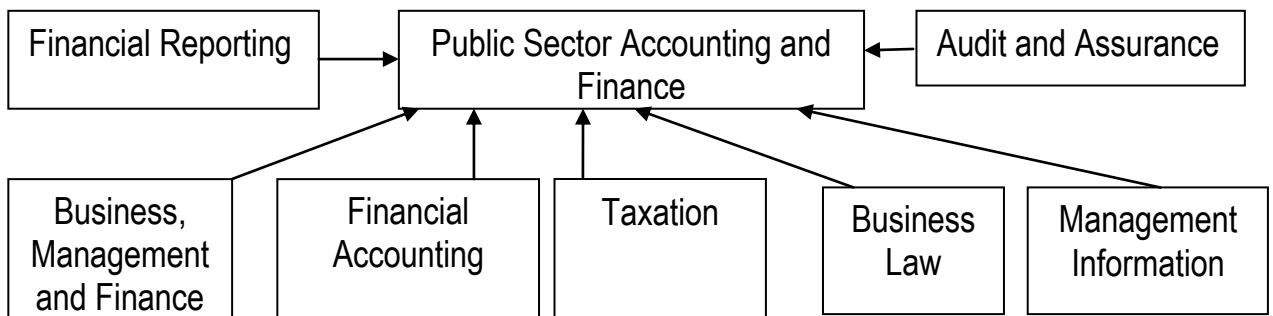 Financial Reporting
Public Sector Accounting and
Finance
Audit and Assurance
Business,
Management
and Finance
Financial
Accounting
Taxation
Business
Law
Management
Information